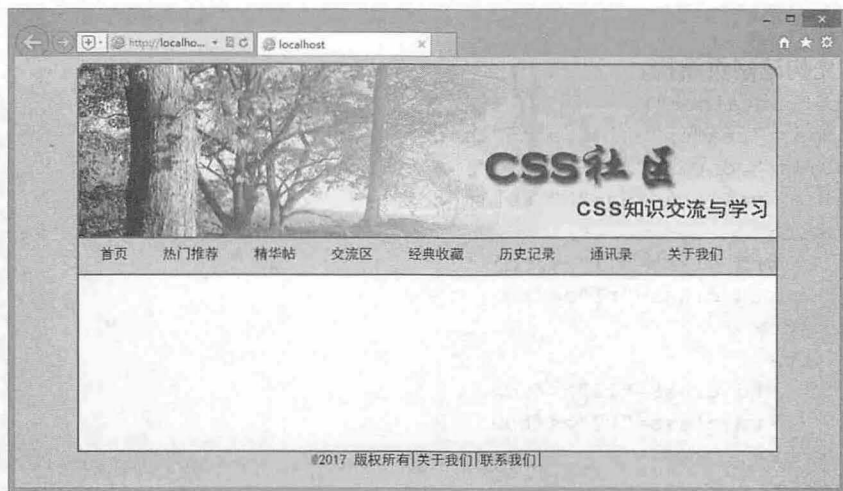 http://localho...
localhost
CSS社区
CSS知识交流与学习
首页 热门推荐 精华帖 交流区 经典收藏 历史记录 通讯录 关于我们
©2017 版权所有|关于我们|联系我们|